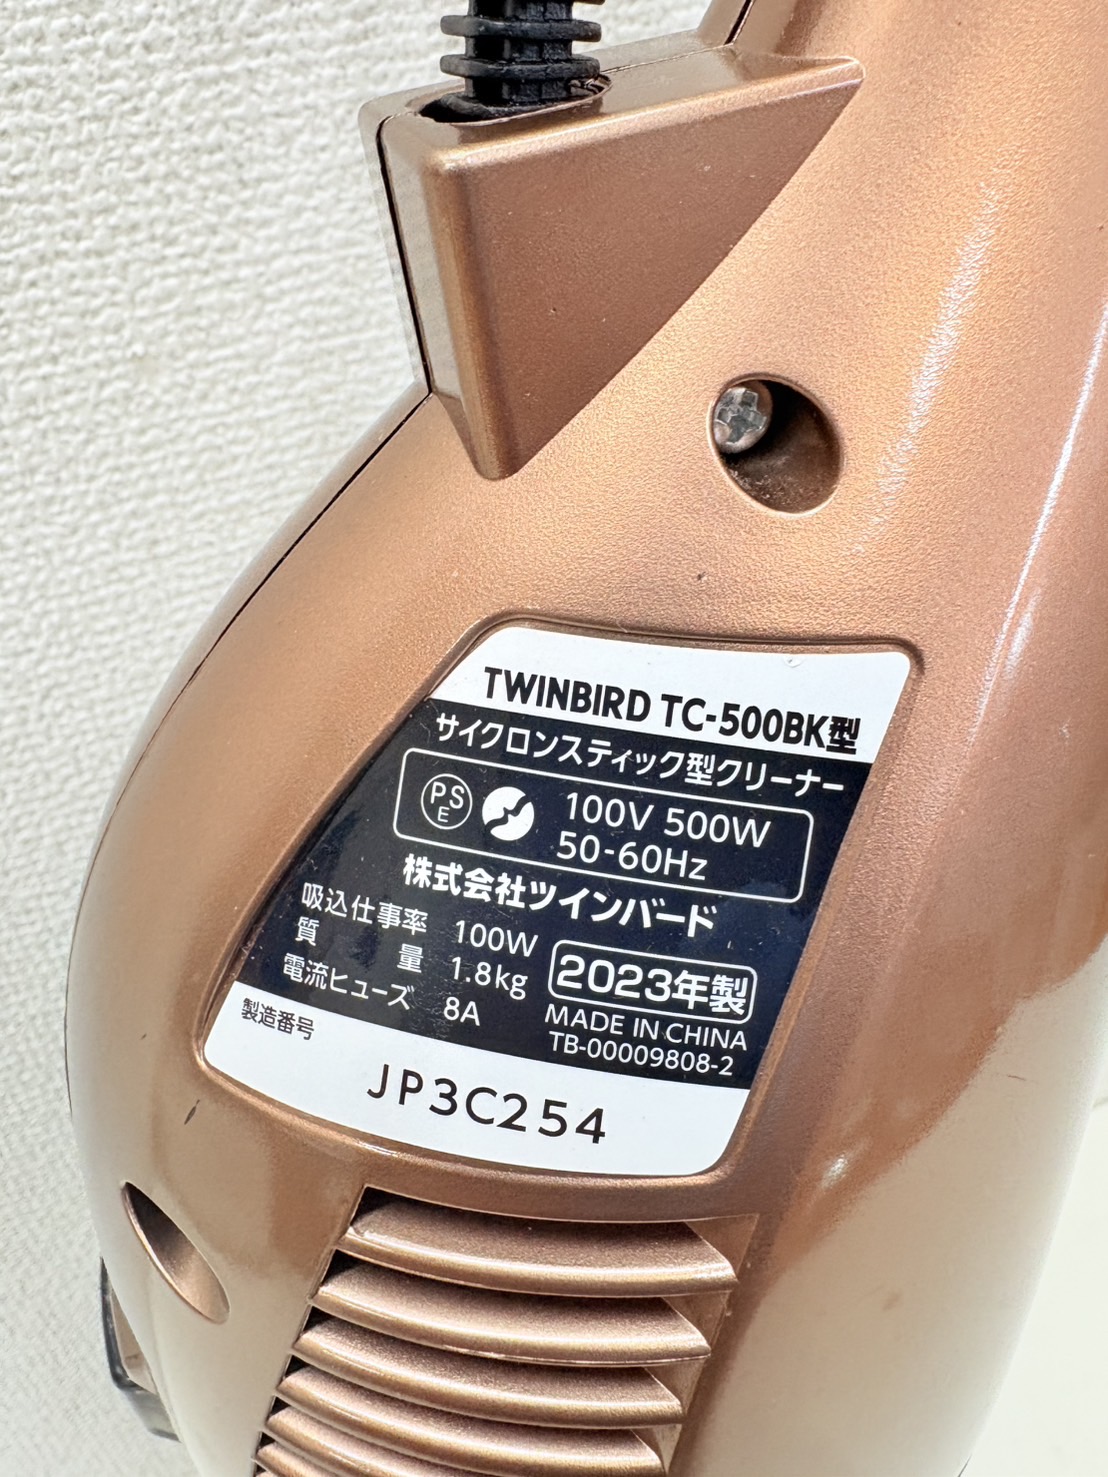 TWINBIRD TC-500BK型
サイクロンスティック型クリーナー
PSE
100V 500W
50-60Hz
株式会社ツインバード
吸込仕事率 100W
質量 1.8kg
電流ヒューズ 8A
2023年製
MADE IN CHINA
TB-00009808-2
製造番号
JP3C254